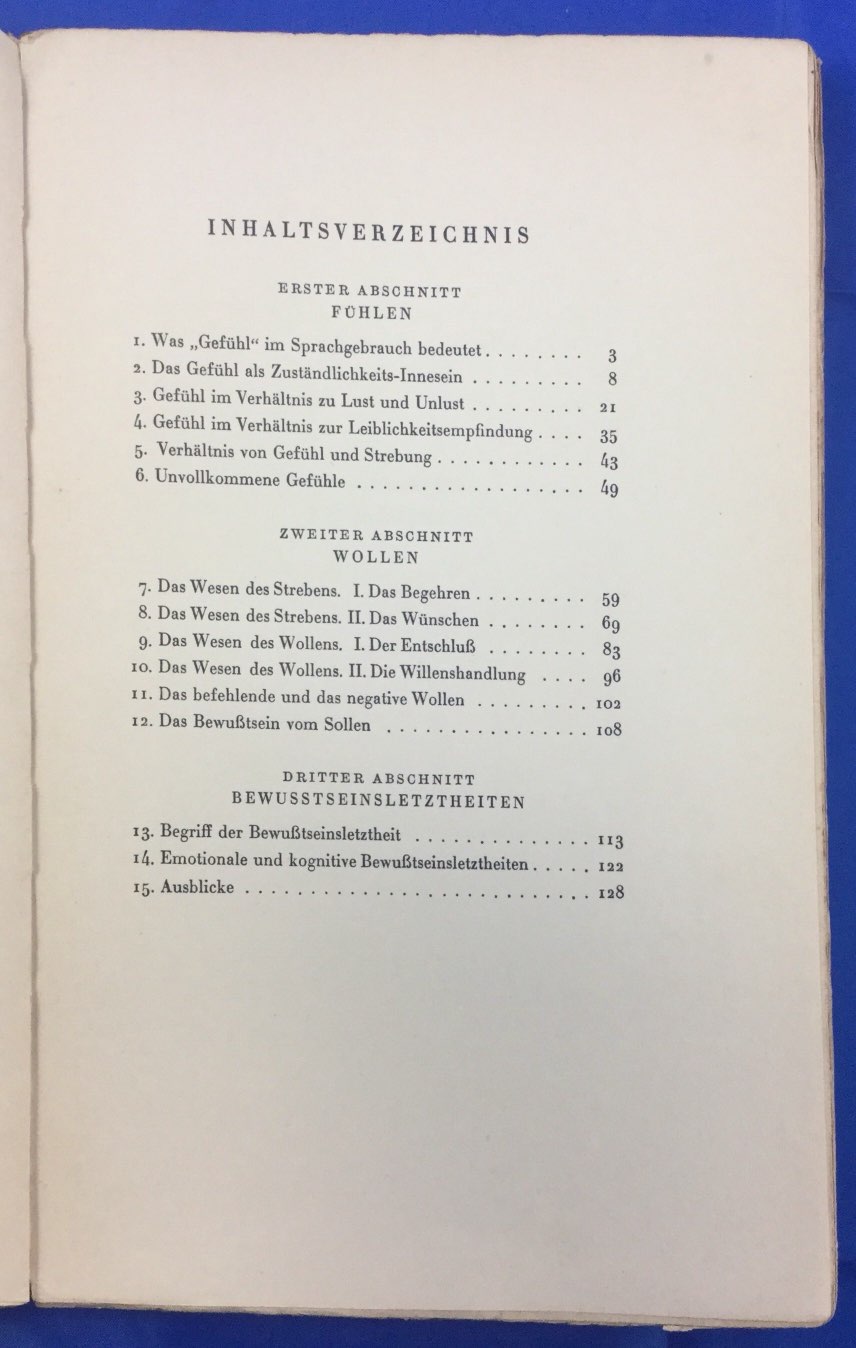 INHALTSVERZEICHNIS
ERSTER ABSCHNITT
FÜHLEN
1. Was „Gefühl“ im Sprachgebrauch bedeutet . . . . . . . . 3
2. Das Gefühl als Zuständlichkeits-Innesein . . . . . . . . . 8
3. Gefühl im Verhältnis zu Lust und Unlust . . . . . . . . . 21
4. Gefühl im Verhältnis zur Leiblichkeitsempfindung . . . . 35
5. Verhältnis von Gefühl und Strebung . . . . . . . . . . . . 43
6. Unvollkommene Gefühle . . . . . . . . . . . . . . . . . . 49
ZWEITER ABSCHNITT
WOLLEN
7. Das Wesen des Strebens. I. Das Begehren . . . . . . . . . 59
8. Das Wesen des Strebens. II. Das Wünschen . . . . . . . . 69
9. Das Wesen des Wollens. I. Der Entschluß . . . . . . . . 83
10. Das Wesen des Wollens. II. Die Willenshandlung . . . . 96
11. Das befehlende und das negative Wollen . . . . . . . . . 102
12. Das Bewußtsein vom Sollen . . . . . . . . . . . . . . . . 108
DRITTER ABSCHNITT
BEWUSSTSEINSLETZTHEITEN
13. Begriff der Bewußtseinsletztheit . . . . . . . . . . . . . . 113
14. Emotionale und kognitive Bewußtseinsletztheiten . . . . . 122
15. Ausblicke . . . . . . . . . . . . . . . . . . . . . . . . . . . 128